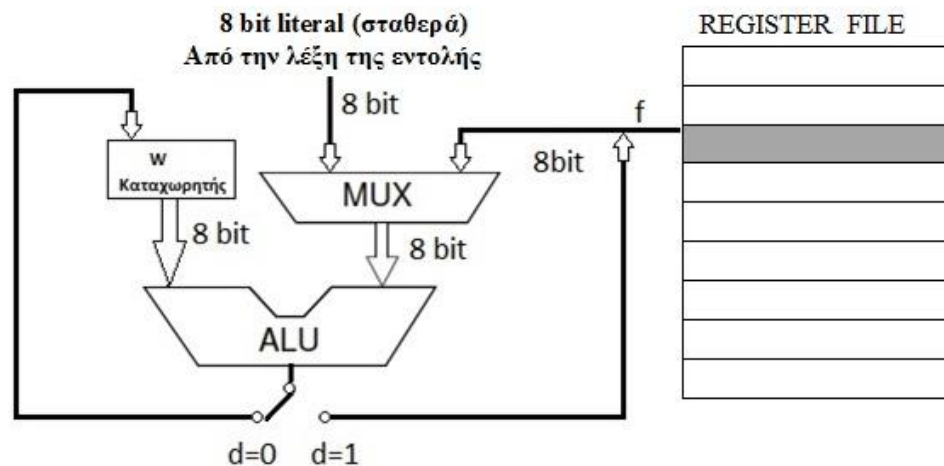 8 bit literal (σταθερά)
Από την λέξη της εντολής
REGISTER FILE
8 bit
f
8bit
w
Καταχωρητής
MUX
8 bit
8 bit
ALU
d=0
d=1